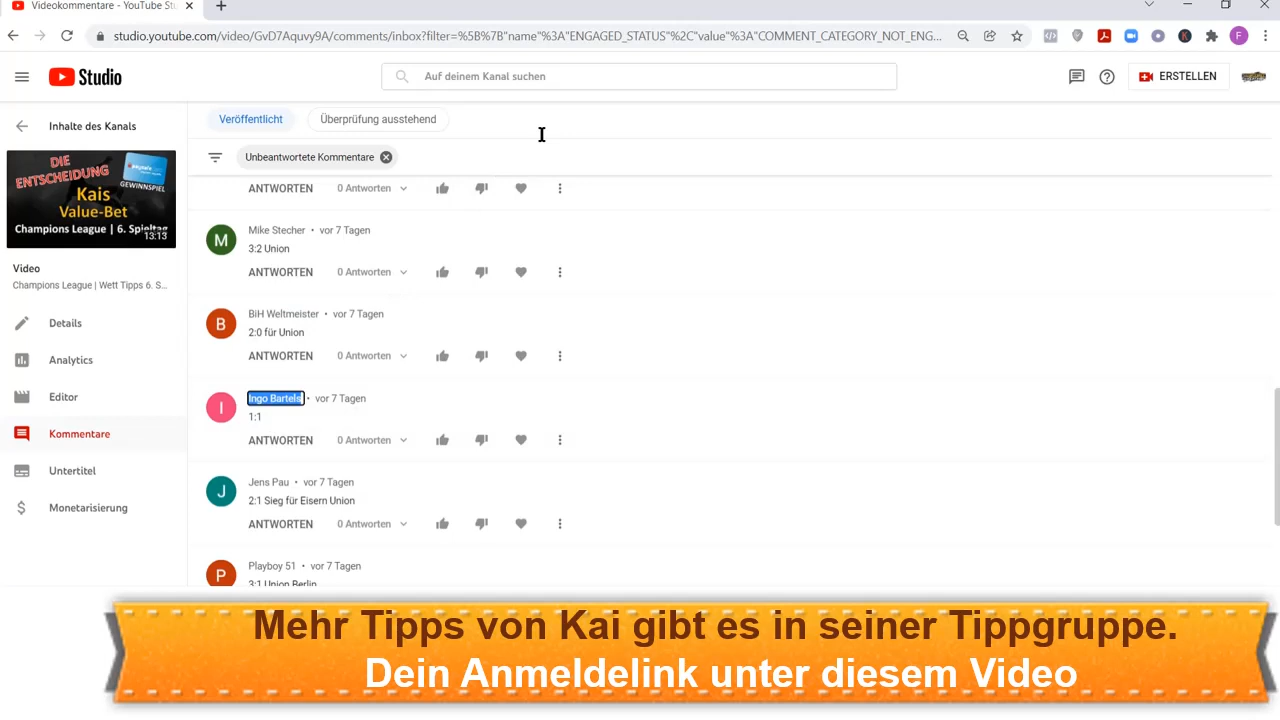 Videokommentare - YouTube Stu
studio.youtube.com/video/GvD7Aquvy9A/comments/inbox?filter=%5B%7B"name"%3A"ENGAGED_STATUS"%2C"value"%3A"COMMENT_CATEGORY_NOT_ENG...
F
Studio
Auf deinem Kanal suchen
ERSTELLEN
Inhalte des Kanals
Veröffentlicht
Überprüfung ausstehend
DIE
ENTSCHEIDUNG
GEWINNSPIEL
Kais
Value-Bet
Champions League | 6. Spieltag
13:13
Unbeantwortete Kommentare
ANTWORTEN 0 Antworten
M
Mike Stecher • vor 7 Tagen
3:2 Union
ANTWORTEN 0 Antworten
Video
Champions League | Wett Tipps 6. S...
Details
Analytics
Editor
Kommentare
Untertitel
Monetarisierung
B
BiH Weltmeister • vor 7 Tagen
2:0 für Union
ANTWORTEN 0 Antworten
I
Ingo Bartels • vor 7 Tagen
1:1
ANTWORTEN 0 Antworten
J
Jens Pau • vor 7 Tagen
2:1 Sieg für Eisern Union
ANTWORTEN 0 Antworten
P
Playboy 51 • vor 7 Tagen
3:1 Union Berlin
Mehr Tipps von Kai gibt es in seiner Tippgruppe.
Dein Anmeldelink unter diesem Video